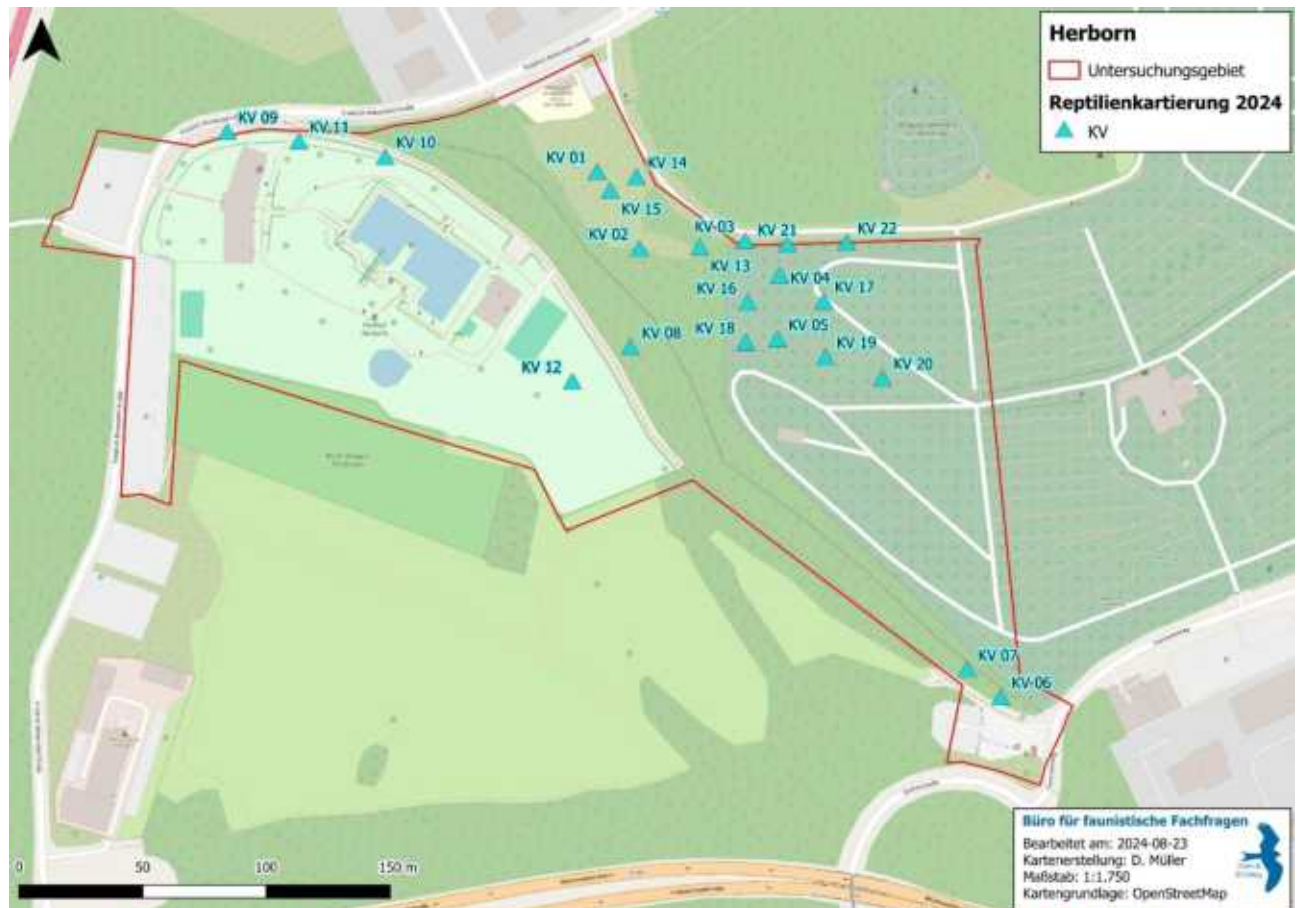 Herborn
Untersuchungsgebiet
Reptilienkartierung 2024
KV
KV 09
KV 11
KV 10
KV 01
KV 14
KV 15
KV 02
KV-03
KV 21
KV 22
KV 13
KV 04
KV 16
KV 17
KV 08
KV 18
KV 05
KV 19
KV 12
KV 20
KV 07
KV-06
0
50
100
150 m
Büro für faunistische Fachfragen
Bearbeitet am: 2024-08-23
Kartenerstellung: D. Müller
Maßstab: 1:1.750
Kartengrundlage: OpenStreetMap